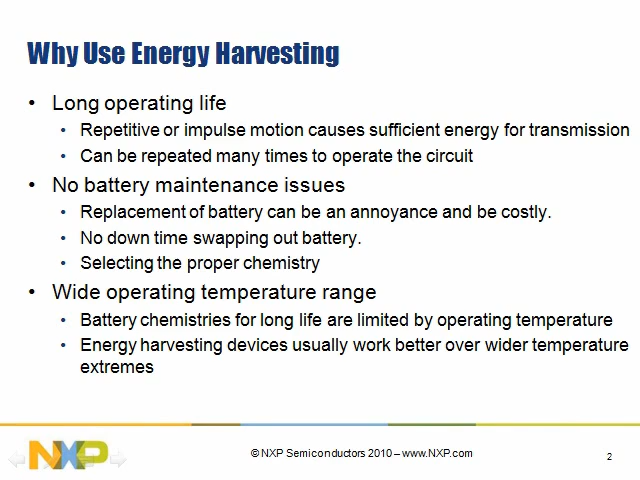 Why Use Energy Harvesting
• Long operating life
• Repetitive or impulse motion causes sufficient energy for transmission
• Can be repeated many times to operate the circuit
• No battery maintenance issues
• Replacement of battery can be an annoyance and be costly.
• No down time swapping out battery.
• Selecting the proper chemistry
• Wide operating temperature range
• Battery chemistries for long life are limited by operating temperature
• Energy harvesting devices usually work better over wider temperature
extremes
NXP
© NXP Semiconductors 2010 – www.NXP.com
2